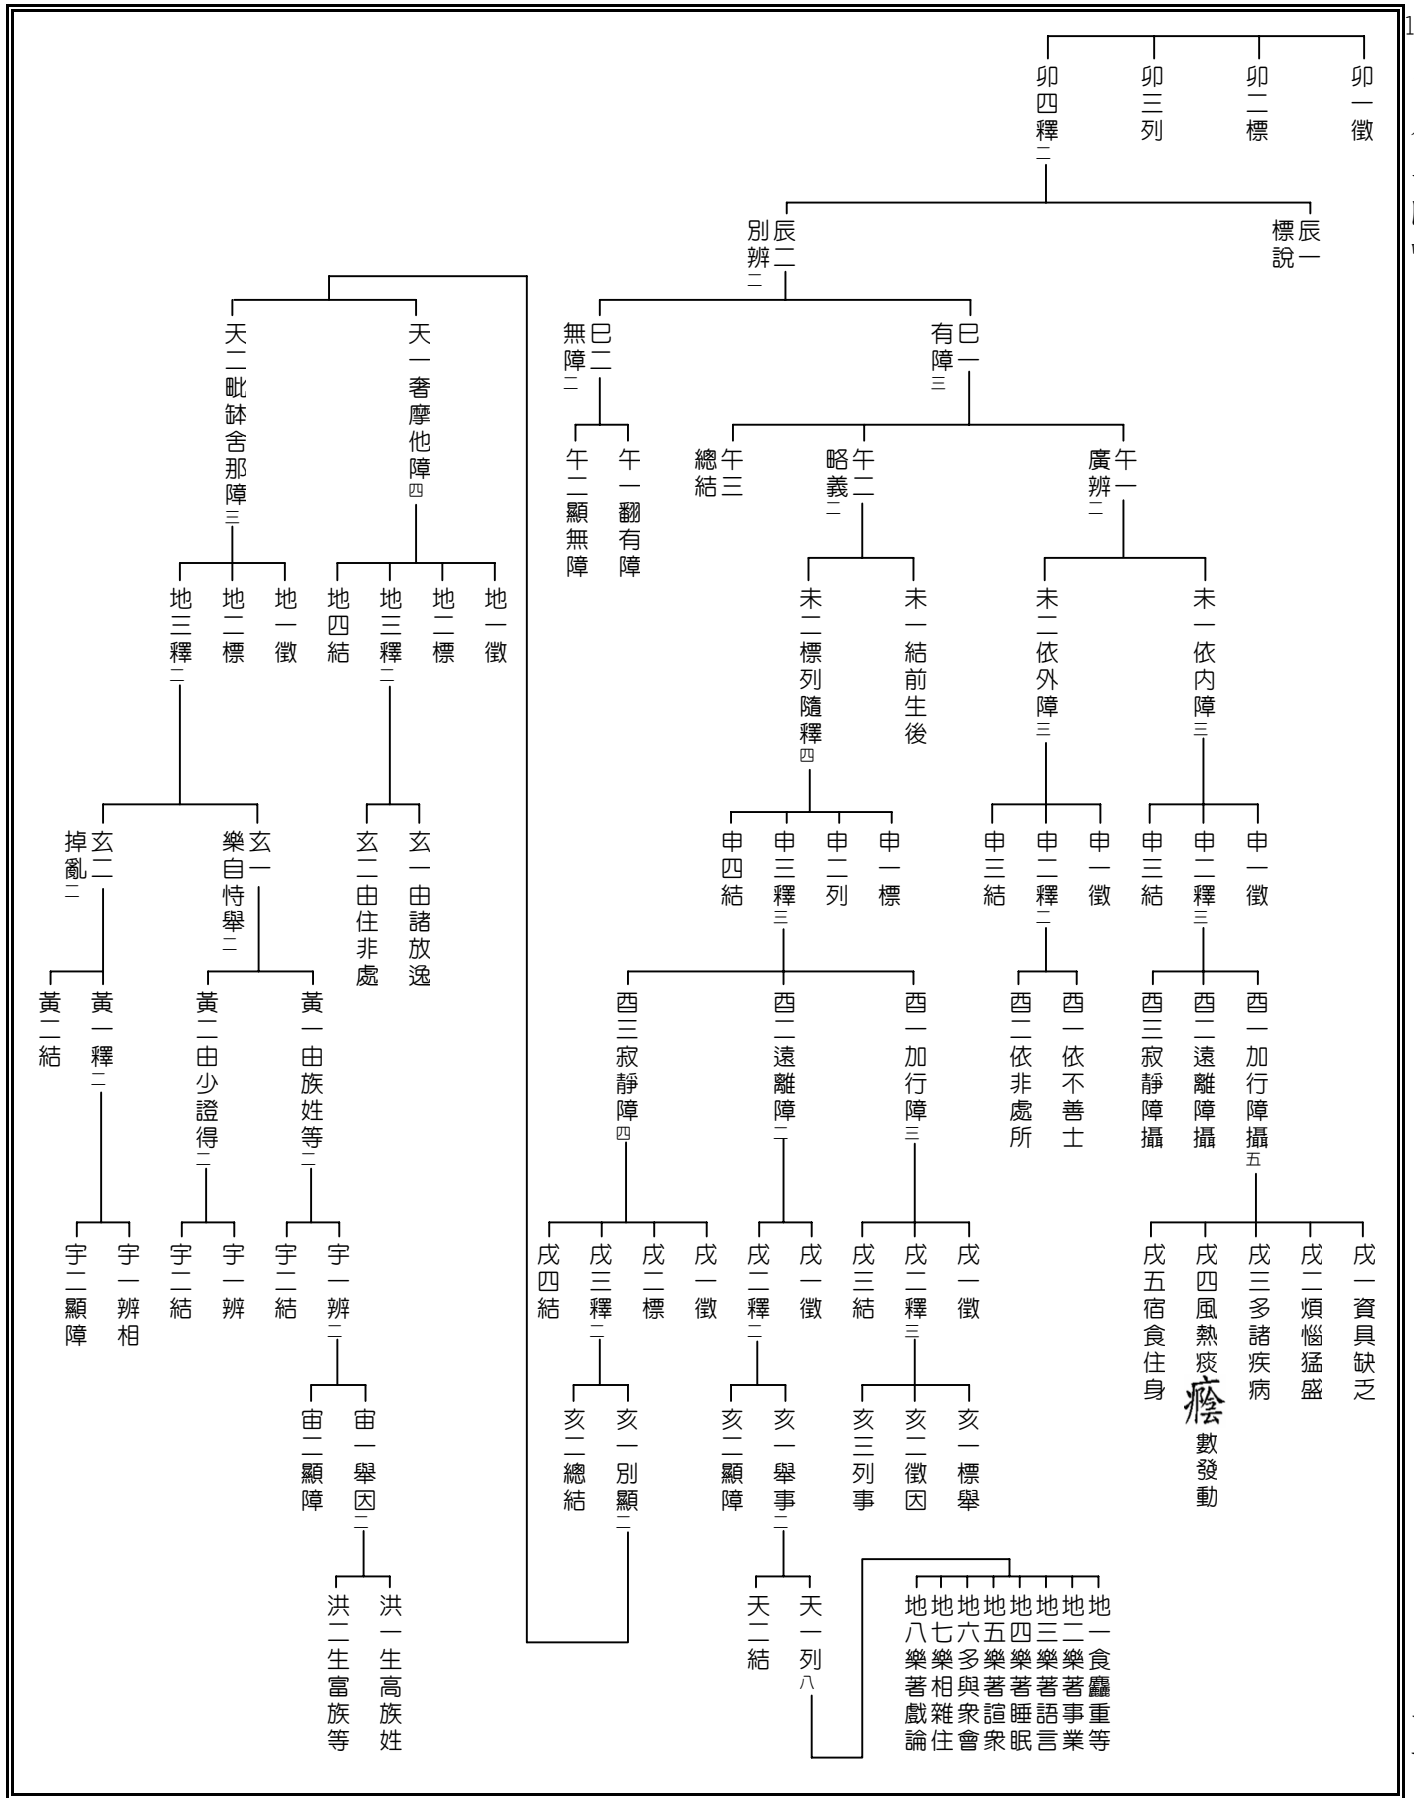 卯一徵
卯二標
卯三列
卯四釋二
辰一
標說
辰二
別辨二
巳一
有障三
巳二
無障二
午一
廣辨二
午二
略義二
午三
總結
午一翻有障
午二顯無障
未一依內障三
未二依外障三
未一結前生後
未二標列隨釋四
申一徵
申二釋三
申三結
申一徵
申二釋二
申三結
申一標
申二列
申三釋三
申四結
酉一加行障攝五
酉二遠離障攝
酉三寂靜障攝
酉一依不善士
酉二依非處所
酉一加行障三
酉二遠離障二
酉三寂靜障四
戌一資具缺乏
戌二煩惱猛盛
戌三多諸疾病
戌四風熱痰癊數發動
戌五宿食住身
戌一徵
戌二釋三
戌三結
戌一徵
戌二釋二
戌一徵
戌二標
戌三釋二
戌四結
亥一標舉
亥二徵因
亥三列事
亥一舉事二
亥二顯障
亥一別顯二
亥二總結
天一列八
天二結
地一食麤重等
地二樂著事業
地三樂著語言
地四樂著睡眠
地五樂著諠眾
地六多與眾會
地七樂相雜住
地八樂著戲論
天一奢摩他障四
天二毗缽舍那障三
地一徵
地二標
地三釋二
地四結
地一徵
地二標
地三釋二
玄一由諸放逸
玄二由住非處
玄一
樂自恃舉二
玄二
掉亂二
黃一由族姓等二
黃二由少證得二
黃一釋二
黃二結
宇一辨二
宇二結
宇一辨
宇二結
宇一辨相
宇二顯障
宙一舉因二
宙二顯障
洪一生高族姓
洪二生富族等